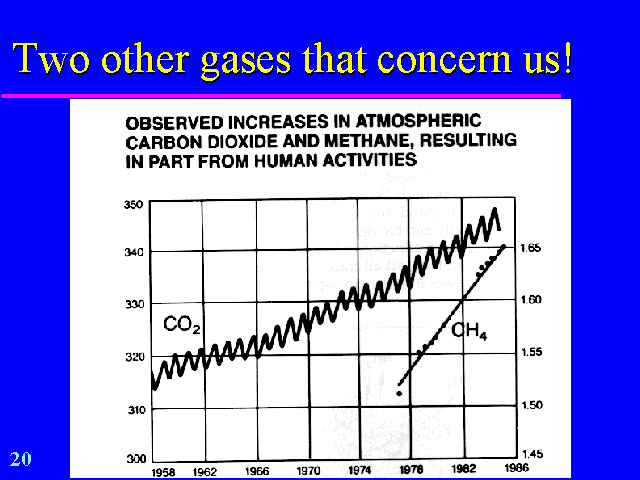 Two other gases that concern us!
OBSERVED INCREASES IN ATMOSPHERIC
CARBON DIOXIDE AND METHANE, RESULTING
IN PART FROM HUMAN ACTIVITIES
350
340
1.65
330
1.60
CO₂
CH₄
320
1.55
310
1.50
300
1.45
1958 1962 1966 1970 1974 1978 1982 1986
20